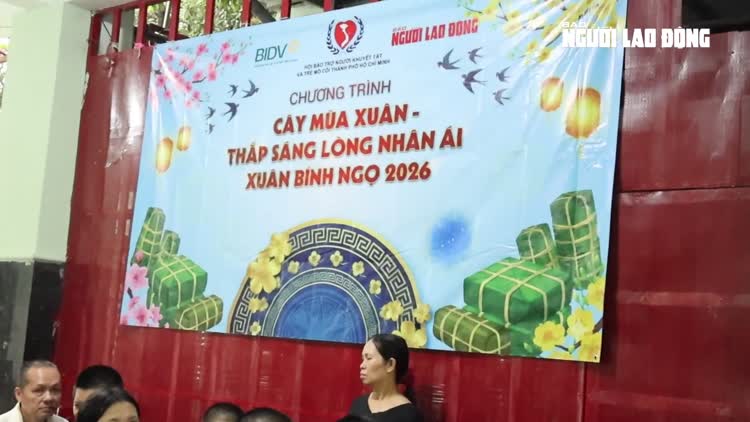 BIDV
HỘI BẢO TRỢ NGƯỜI KHUYẾT TẬT
VÀ TRẺ MỒ CÔI THÀNH PHỐ HỒ CHÍ MINH
BÁO
NGƯỜI LAO ĐỘNG
BÁO
NGƯỜI LAO ĐỘNG
CHƯƠNG TRÌNH
CÂY MÙA XUÂN -
THẮP SÁNG LÒNG NHÂN ÁI
XUÂN BÍNH NGỌ 2026